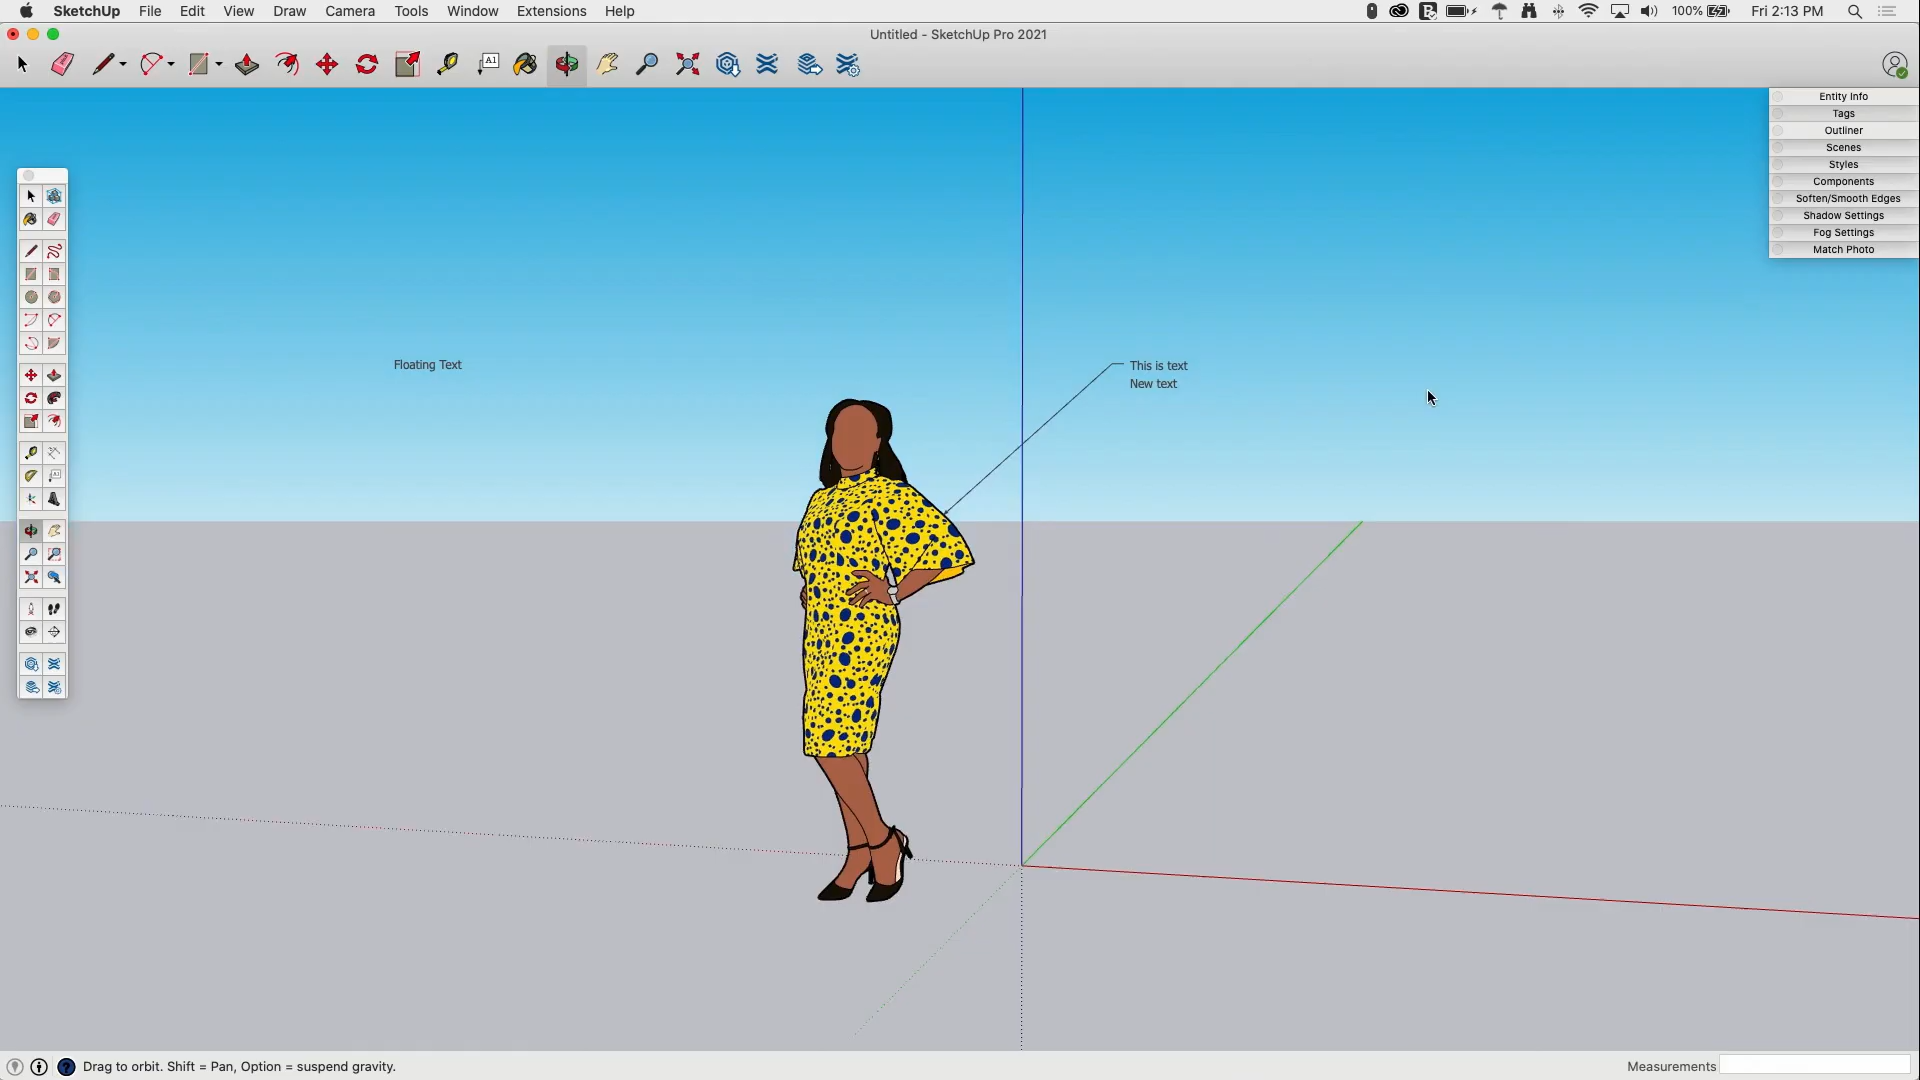 SketchUp File Edit View Draw Camera Tools Window Extensions Help 100% Fri 2:13 PM
Untitled - SketchUp Pro 2021
A1
Entity Info
Tags
Outliner
Scenes
Styles
Components
Soften/Smooth Edges
Shadow Settings
Fog Settings
Match Photo
Floating Text
This is text
New text
Drag to orbit. Shift = Pan, Option = suspend gravity.
Measurements